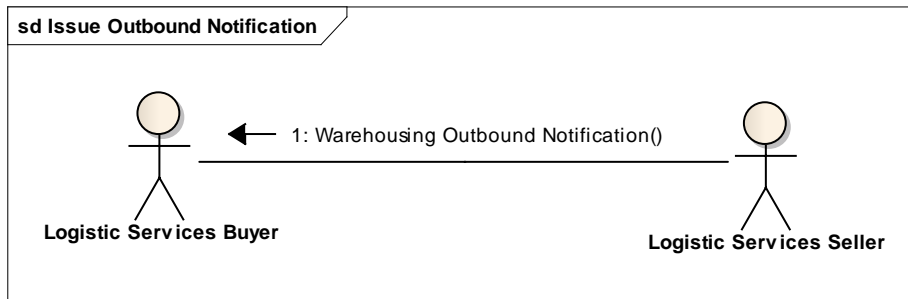 sd Issue Outbound Notification
1: Warehousing Outbound Notification()
Logistic Services Buyer
Logistic Services Seller